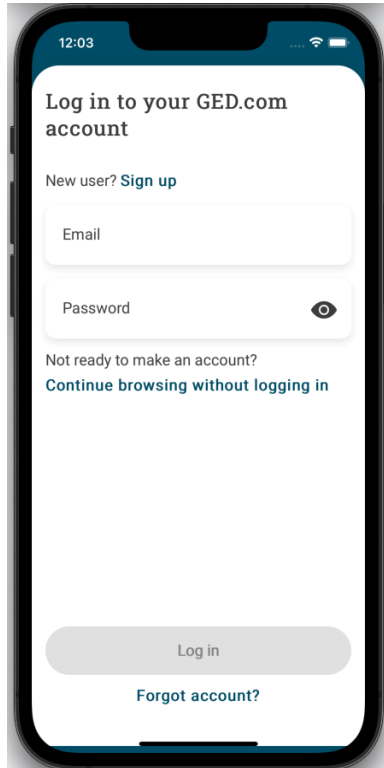 12:03
Log in to your GED.com
account
New user? Sign up
Email
Password
Not ready to make an account?
Continue browsing without logging in
Log in
Forgot account?